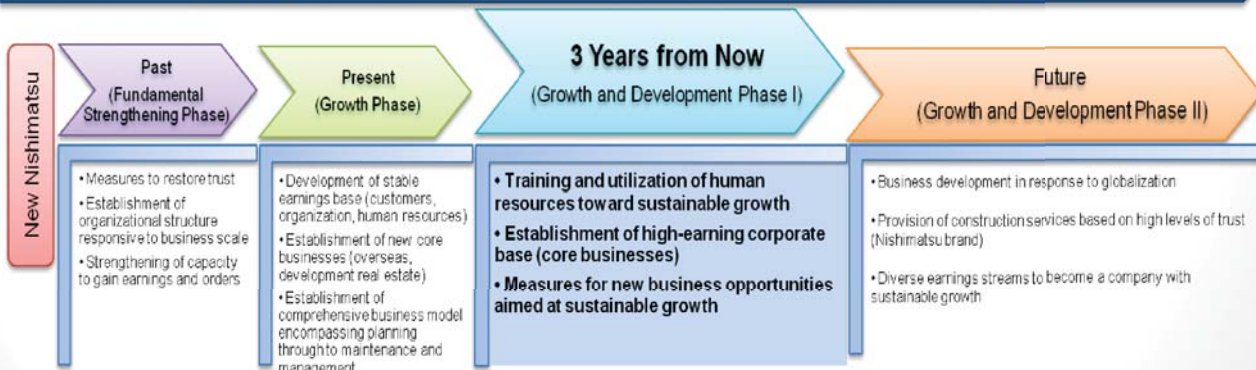 New Nishimatsu
Past
(Fundamental
Strengthening Phase)
• Measures to restore trust
• Establishment of
organizational structure
responsive to business scale
• Strengthening of capacity
to gain earnings and orders
Present
(Growth Phase)
• Development of stable
earnings base (customers,
organization, human resources)
• Establishment of new core
businesses (overseas,
development real estate)
• Establishment of
comprehensive business model
encompassing planning
through to maintenance and
management
3 Years from Now
(Growth and Development Phase I)
• Training and utilization of human
resources toward sustainable growth
• Establishment of high-earning corporate
base (core businesses)
• Measures for new business opportunities
aimed at sustainable growth
Future
(Growth and Development Phase II)
• Business development in response to globalization
• Provision of construction services based on high levels of trust
(Nishimatsu brand)
• Diverse earnings streams to become a company with
sustainable growth